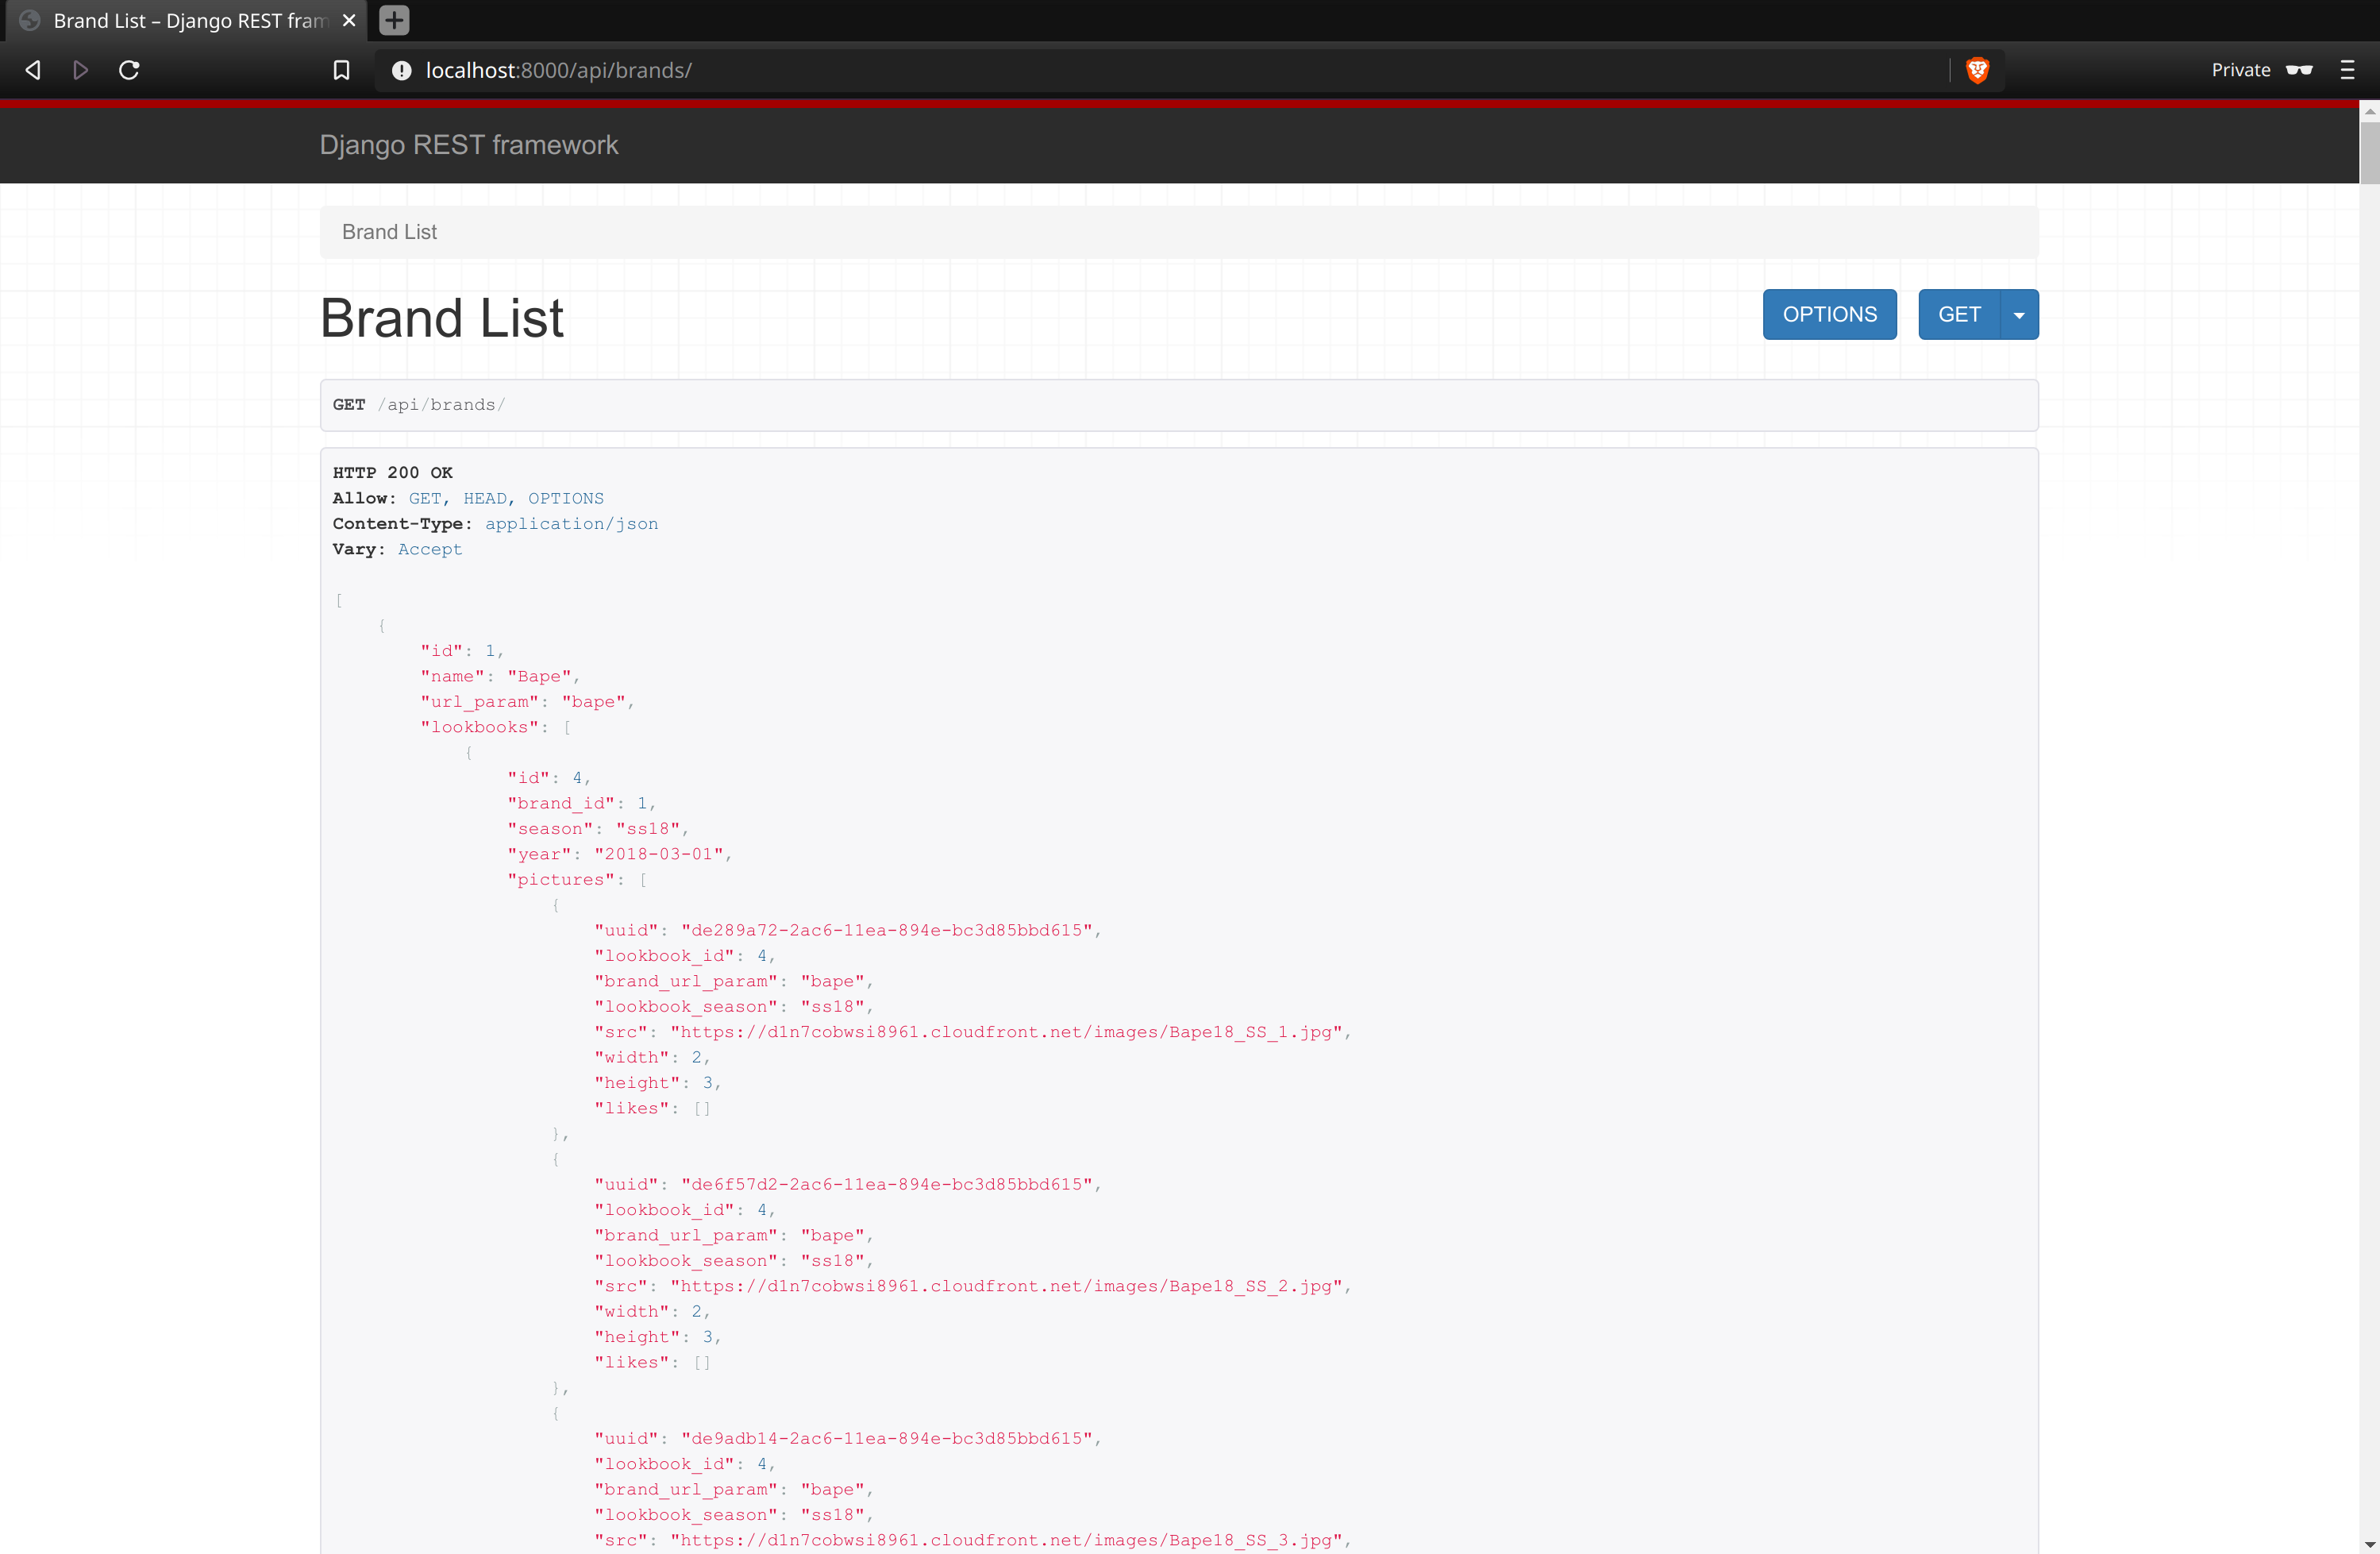 Brand List – Django REST fram
localhost:8000/api/brands/
Private
Django REST framework
Brand List
Brand List
OPTIONS
GET
GET /api/brands/
HTTP 200 OK
Allow: GET, HEAD, OPTIONS
Content-Type: application/json
Vary: Accept
[
    {
        "id": 1,
        "name": "Bape",
        "url_param": "bape",
        "lookbooks": [
            {
                "id": 4,
                "brand_id": 1,
                "season": "ss18",
                "year": "2018-03-01",
                "pictures": [
                    {
                        "uuid": "de289a72-2ac6-11ea-894e-bc3d85bbd615",
                        "lookbook_id": 4,
                        "brand_url_param": "bape",
                        "lookbook_season": "ss18",
                        "src": "https://d1n7cobwsi8961.cloudfront.net/images/Bape18_SS_1.jpg",
                        "width": 2,
                        "height": 3,
                        "likes": []
                    },
                    {
                        "uuid": "de6f57d2-2ac6-11ea-894e-bc3d85bbd615",
                        "lookbook_id": 4,
                        "brand_url_param": "bape",
                        "lookbook_season": "ss18",
                        "src": "https://d1n7cobwsi8961.cloudfront.net/images/Bape18_SS_2.jpg",
                        "width": 2,
                        "height": 3,
                        "likes": []
                    },
                    {
                        "uuid": "de9adb14-2ac6-11ea-894e-bc3d85bbd615",
                        "lookbook_id": 4,
                        "brand_url_param": "bape",
                        "lookbook_season": "ss18",
                        "src": "https://d1n7cobwsi8961.cloudfront.net/images/Bape18_SS_3.jpg",